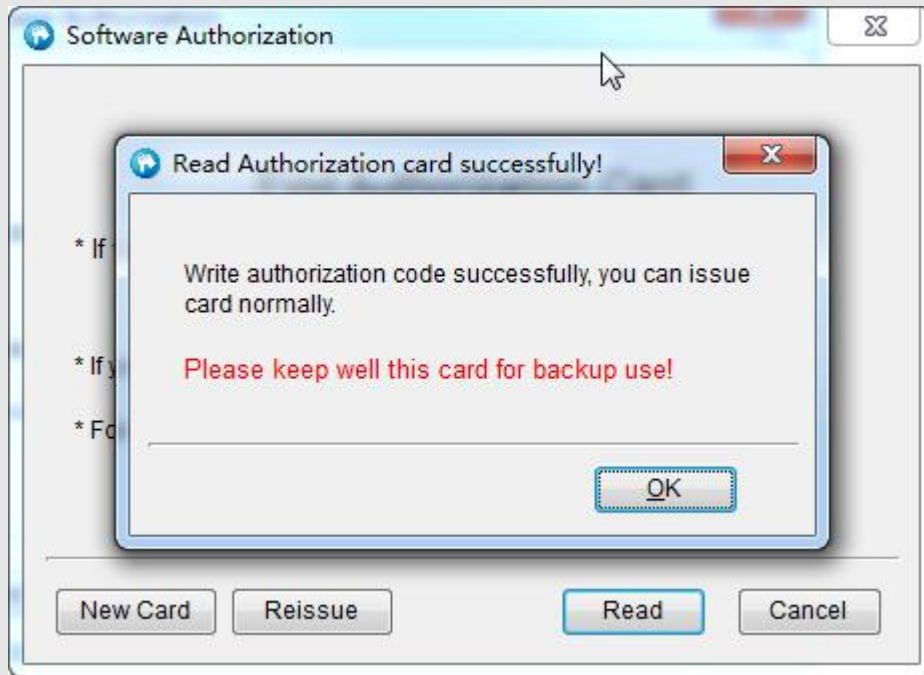 Software Authorization
Read Authorization card successfully!
* If
Write authorization code successfully, you can issue
card normally.
* If
Please keep well this card for backup use!
* Fo
OK
New Card
Reissue
Read
Cancel